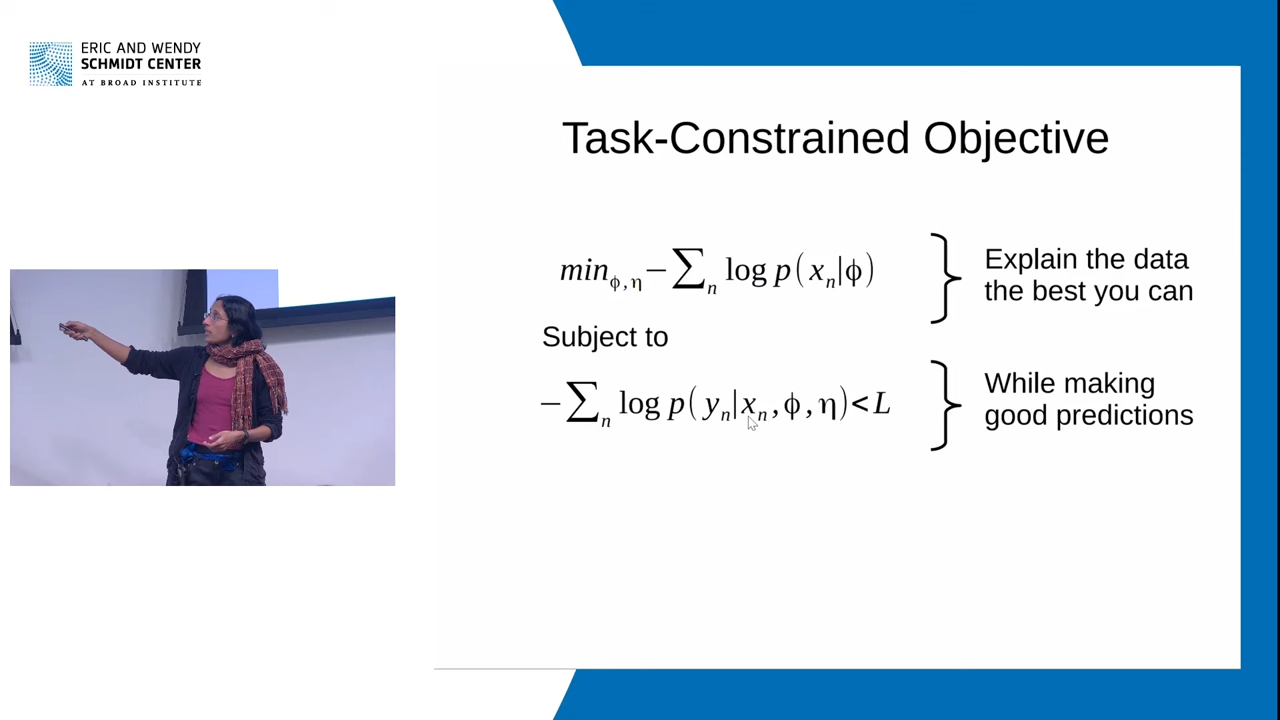 ERIC AND WENDY
SCHMIDT CENTER
AT BROAD INSTITUTE
Task-Constrained Objective
min_{ϕ,η} − ∑_n log p(x_n|ϕ)
Explain the data
the best you can
Subject to
− ∑_n log p(y_n|x_n,ϕ,η)<L
While making
good predictions